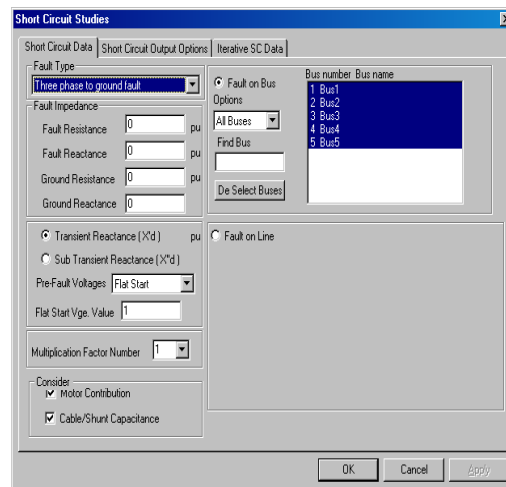 Short Circuit Studies
Short Circuit Data
Short Circuit Output Options
Iterative SC Data
Fault Type
Three phase to ground fault
Fault Impedance
Fault Resistance 0 pu
Fault Reactance 0 pu
Ground Resistance 0 pu
Ground Reactance 0
Fault on Bus
Options
All Buses
Find Bus
De Select Buses
Bus number Bus name
1 Bus1
2 Bus2
3 Bus3
4 Bus4
5 Bus5
Transient Reactance (X'd) pu
Sub Transient Reactance (X"d)
Pre-Fault Voltages Flat Start
Flat Start Vge. Value 1
Fault on Line
Multiplication Factor Number 1
Consider
Motor Contribution
Cable/Shunt Capacitance
OK
Cancel
Apply